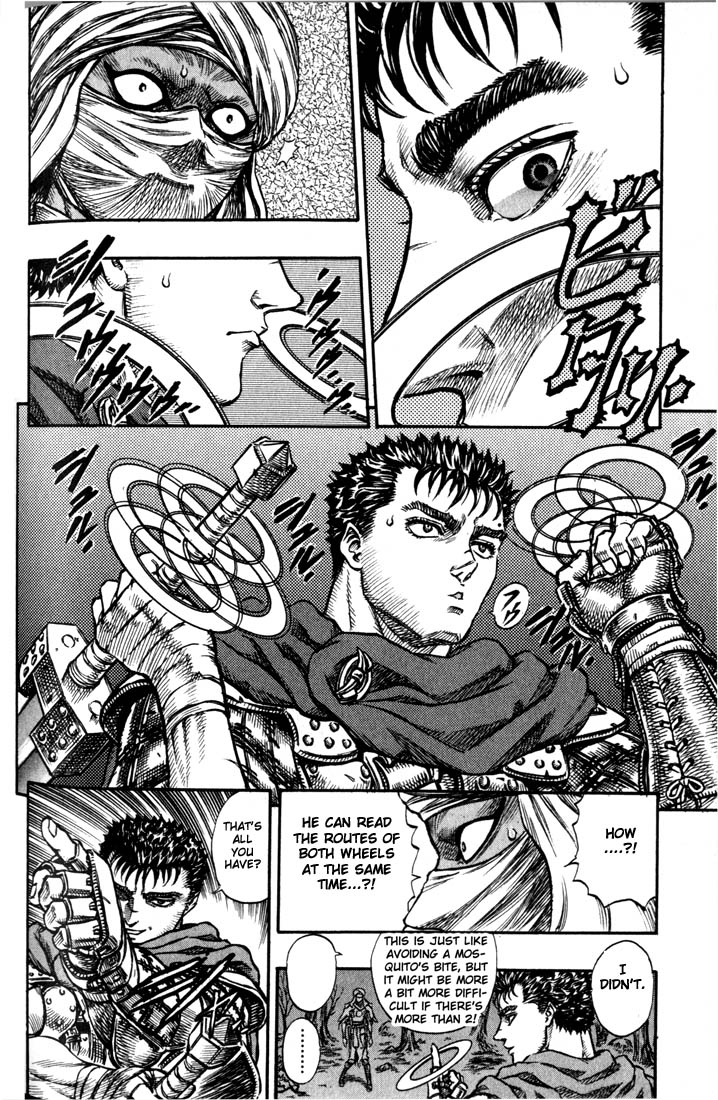 ビタタッ
HOW
....?!
HE CAN READ
THE ROUTES OF
BOTH WHEELS
AT THE SAME
TIME...?!
THAT'S
ALL
YOU
HAVE?
I
DIDN'T.
THIS IS JUST LIKE
AVOIDING A MOS-
QUITO'S BITE, BUT
IT MIGHT BE MORE
A BIT MORE DIFFI-
CULT IF THERE'S
MORE THAN 2!
......